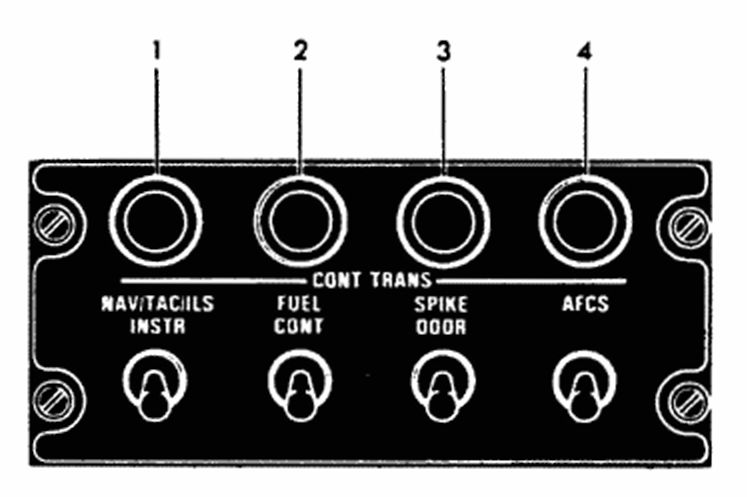 1 2 3 4
CONT TRANS
NAV/TAC/ILS FUEL SPIKE AFCS
INSTR CONT DOOR